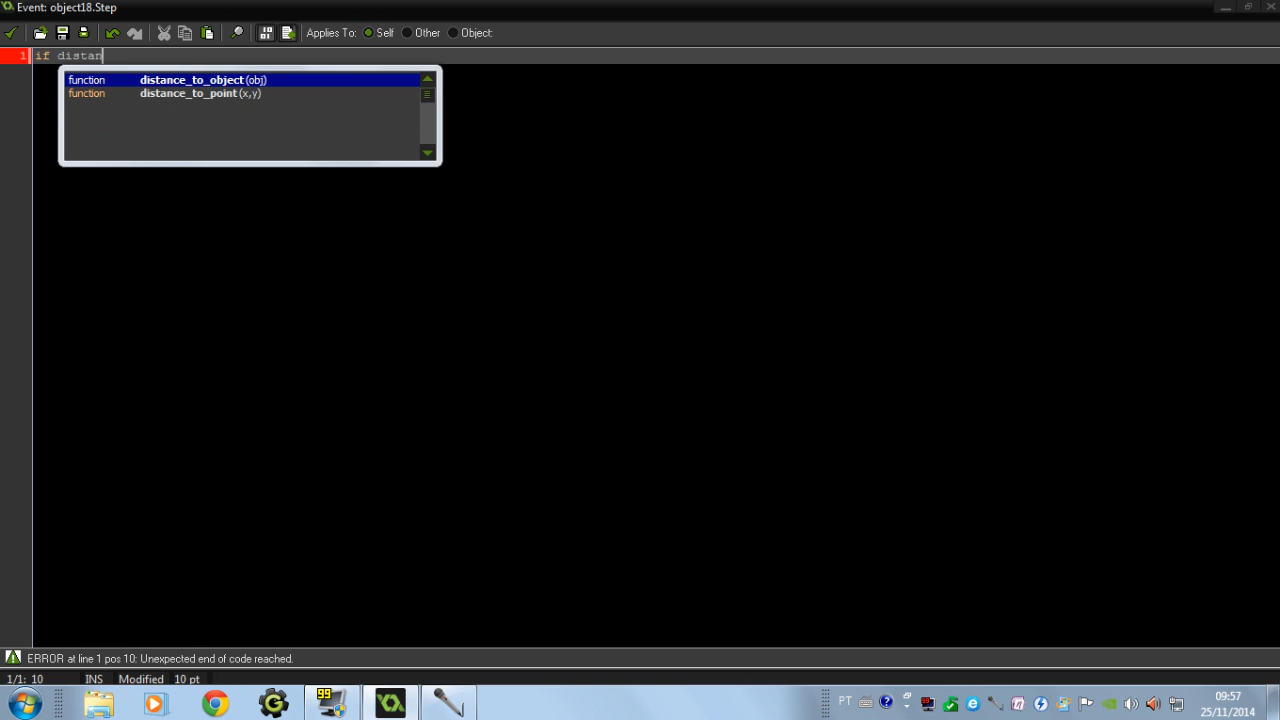 Event: object18.Step
Applies To: Self Other Object:
1 if distan
function distance_to_object(obj)
function distance_to_point(x,y)
ERROR at line 1 pos 10: Unexpected end of code reached.
1/1: 10 INS Modified 10 pt
99
PT
09:57
25/11/2014